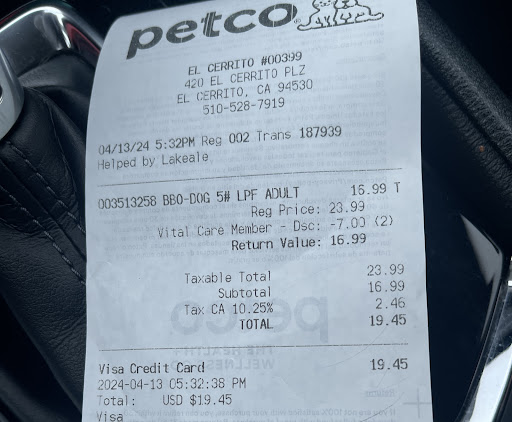 petco
EL CERRITO #00399
420 EL CERRITO PLZ
EL CERRITO, CA 94530
510-528-7919
04/13/24 5:32PM Reg 002 Trans 187939
Helped by Lakeale
003513258 BBO-DOG 5# LPF ADULT 16.99 T
Reg Price: 23.99
Vital Care Member - Dsc: -7.00 (2)
Return Value: 16.99
Taxable Total 23.99
Subtotal 16.99
Tax CA 10.25% 2.46
TOTAL 19.45
Visa Credit Card 19.45
2024-04-13 05:32:38 PM
Total: USD $19.45
Visa